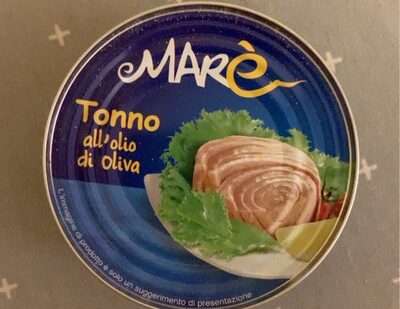 MARè
Tonno
all'olio
di oliva
L'immagine di prodotto è solo un suggerimento di presentazione